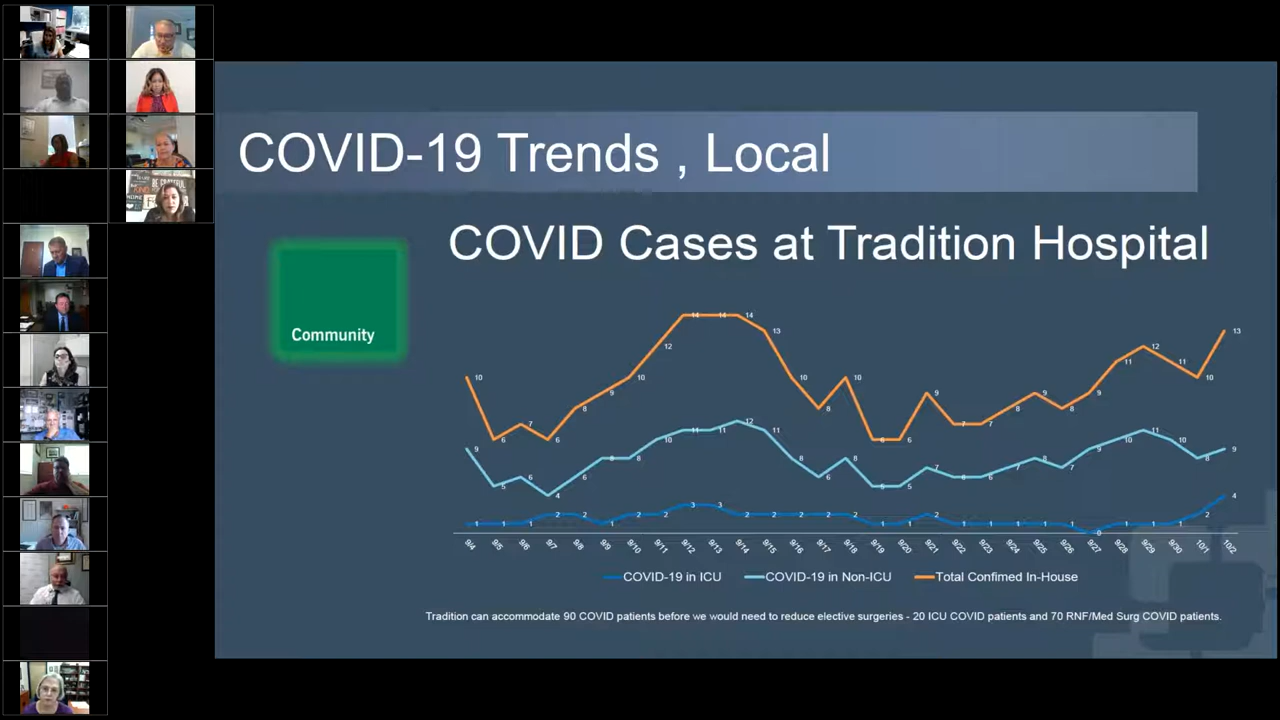 COVID-19 Trends , Local
COVID Cases at Tradition Hospital
Community
10 6 7 6 8 9 10 12 14 14 14 13 10 8 10 6 6 9 7 7 8 9 8 9 11 12 11 10 13
9 5 6 4 6 8 8 10 11 11 12 11 8 6 8 5 5 7 6 6 7 8 7 9 10 11 10 8 9
1 1 1 2 2 1 2 2 3 3 2 2 2 2 2 1 1 2 1 1 1 1 1 0 1 1 1 2 4
9/4 9/5 9/6 9/7 9/8 9/9 9/10 9/11 9/12 9/13 9/14 9/15 9/16 9/17 9/18 9/19 9/20 9/21 9/22 9/23 9/24 9/25 9/26 9/27 9/28 9/29 9/30 10/1 10/2
COVID-19 in ICU COVID-19 in Non-ICU Total Confimed In-House
Tradition can accommodate 90 COVID patients before we would need to reduce elective surgeries - 20 ICU COVID patients and 70 RNF/Med Surg COVID patients.